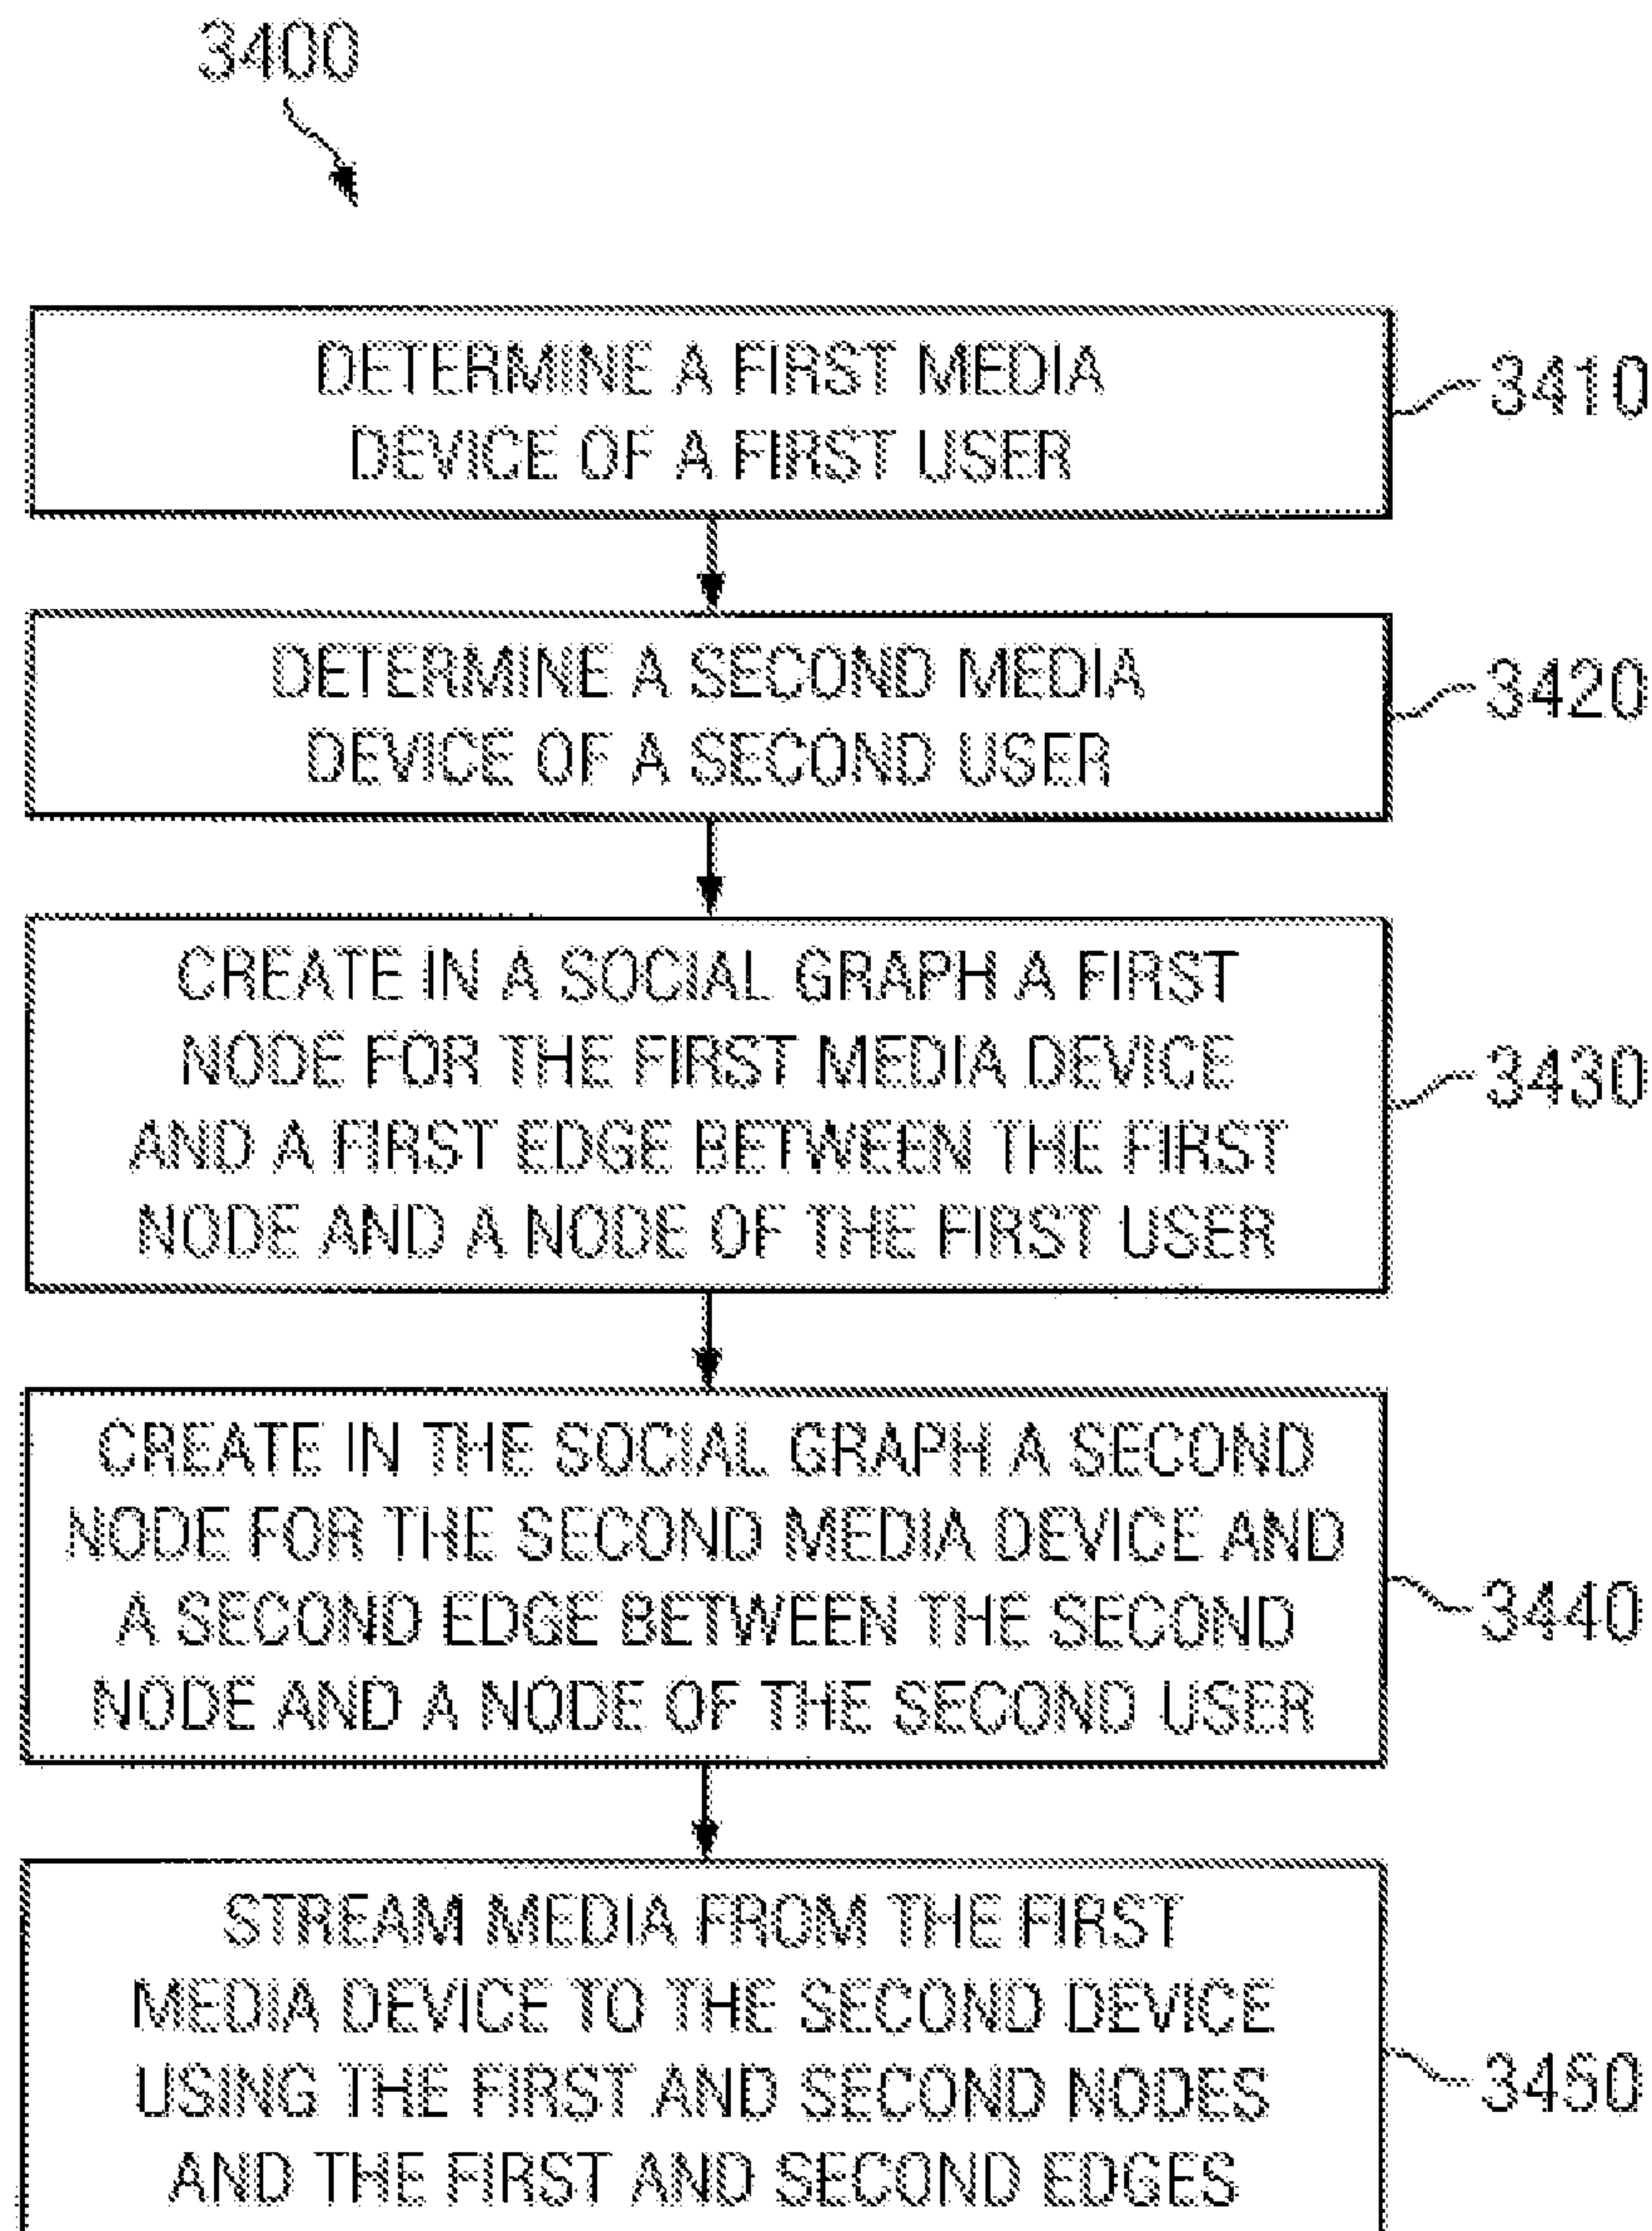 3400
DETERMINE A FIRST MEDIA
DEVICE OF A FIRST USER
3410
DETERMINE A SECOND MEDIA
DEVICE OF A SECOND USER
3420
CREATE IN A SOCIAL GRAPH A FIRST
NODE FOR THE FIRST MEDIA DEVICE
AND A FIRST EDGE BETWEEN THE FIRST
NODE AND A NODE OF THE FIRST USER
3430
CREATE IN THE SOCIAL GRAPH A SECOND
NODE FOR THE SECOND MEDIA DEVICE AND
A SECOND EDGE BETWEEN THE SECOND
NODE AND A NODE OF THE SECOND USER
3440
STREAM MEDIA FROM THE FIRST
MEDIA DEVICE TO THE SECOND DEVICE
USING THE FIRST AND SECOND NODES
AND THE FIRST AND SECOND EDGES
3450